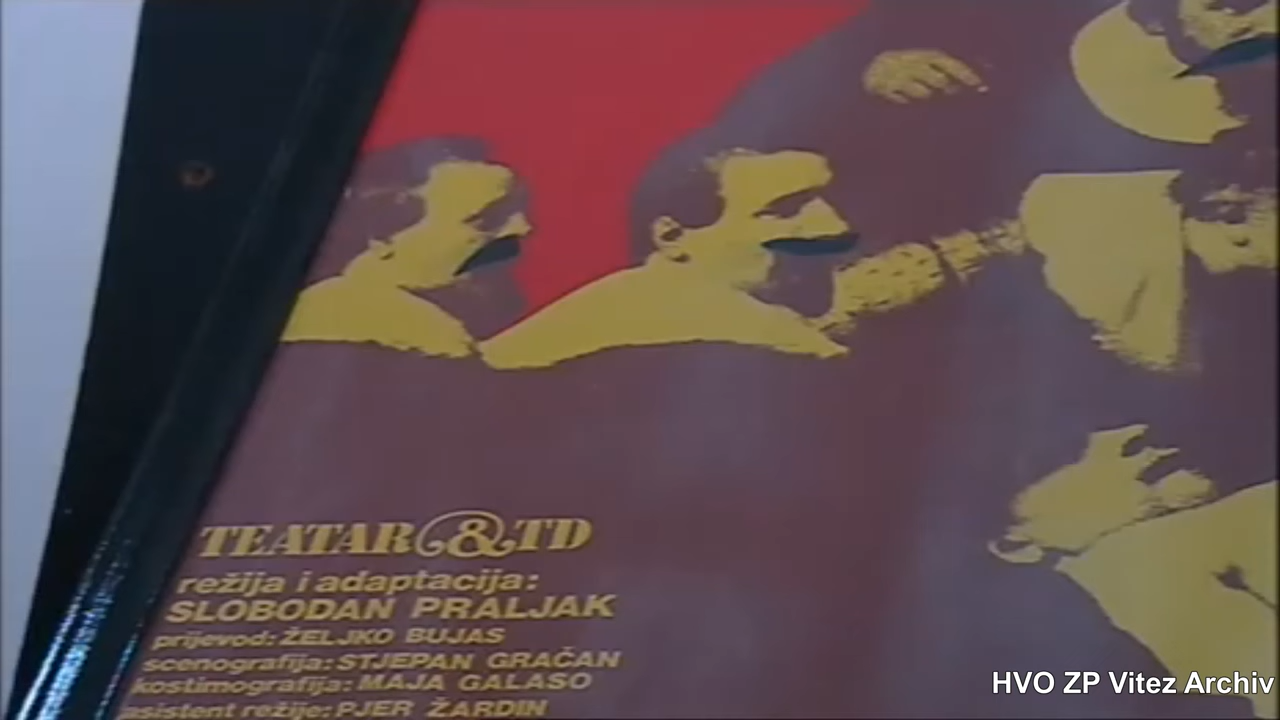 TEATAR &TD
režija i adaptacija:
SLOBODAN PRALJAK
prijevod: ŽELJKO BUJAS
scenografija: STJEPAN GRAČAN
kostimografija: MAJA GALASO
asistent režije: PJER ŽARDIN
HVO ZP Vitez Archiv